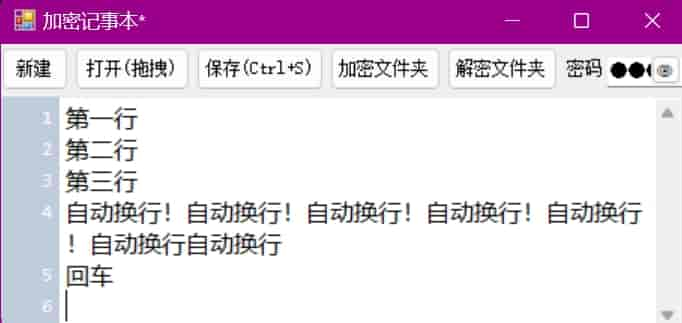 加密记事本*
新建 打开(拖拽) 保存(Ctrl+S) 加密文件夹 解密文件夹 密码
1 第一行
2 第二行
3 第三行
4 自动换行！自动换行！自动换行！自动换行！自动换行
！自动换行自动换行
5 回车
6